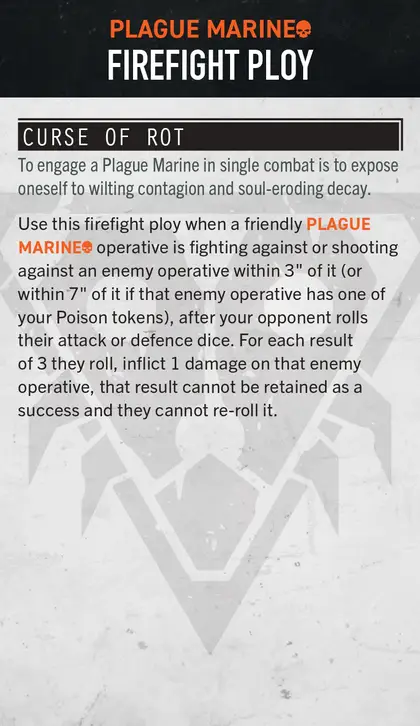 PLAGUE MARINE
FIREFIGHT PLOY
CURSE OF ROT
To engage a Plague Marine in single combat is to expose
oneself to wilting contagion and soul-eroding decay.
Use this firefight ploy when a friendly PLAGUE
MARINE operative is fighting against or shooting
against an enemy operative within 3" of it (or
within 7" of it if that enemy operative has one of
your Poison tokens), after your opponent rolls
their attack or defence dice. For each result
of 3 they roll, inflict 1 damage on that enemy
operative, that result cannot be retained as a
success and they cannot re-roll it.